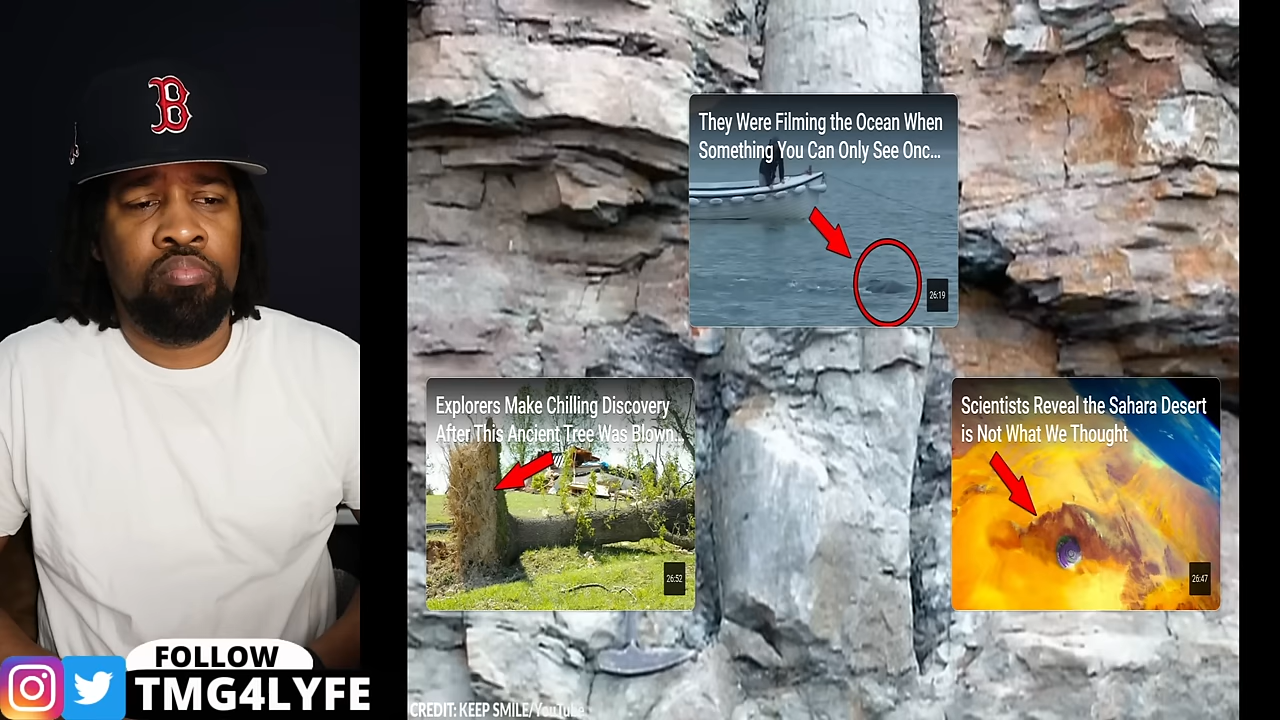 B
They Were Filming the Ocean When
Something You Can Only See Onc...
26:19
Explorers Make Chilling Discovery
After This Ancient Tree Was Blown...
26:52
Scientists Reveal the Sahara Desert
is Not What We Thought
26:47
FOLLOW
TMG4LYFE
CREDIT: KEEP SMILE/YouTube